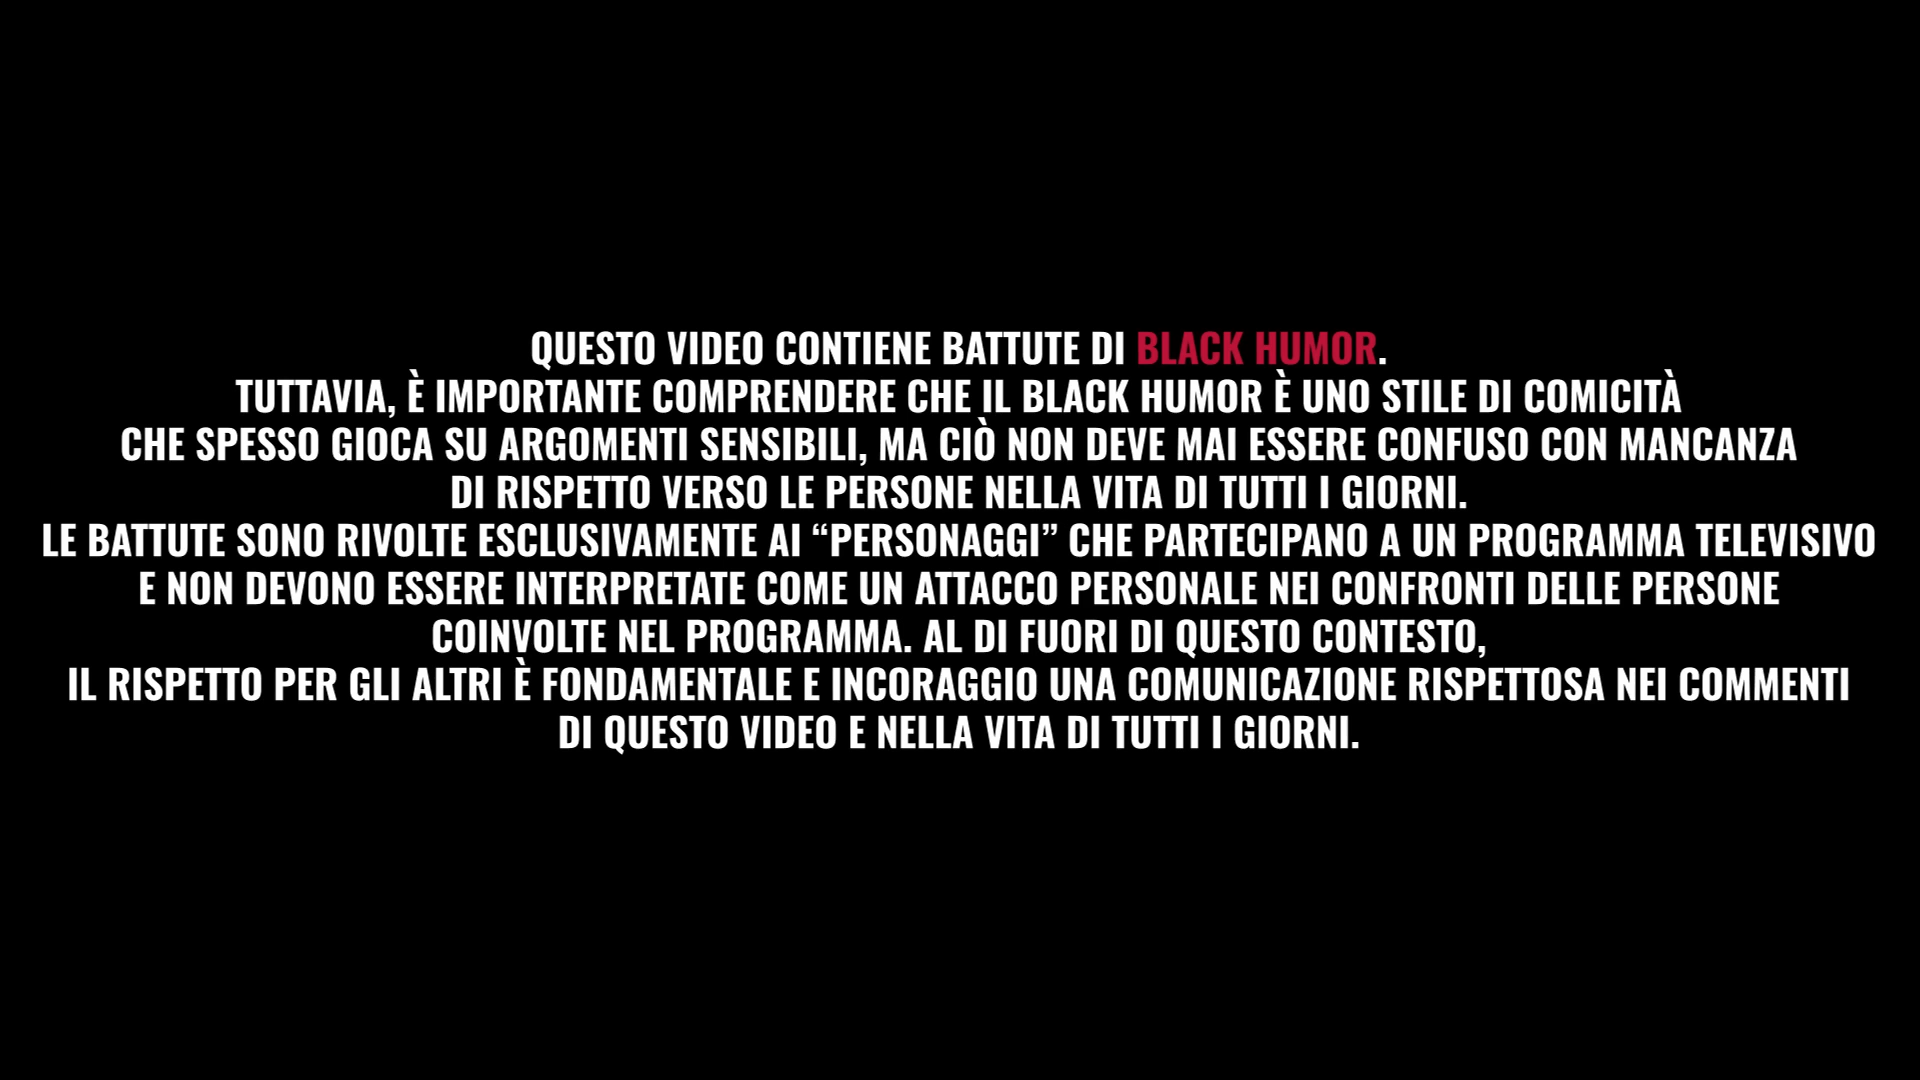 QUESTO VIDEO CONTIENE BATTUTE DI BLACK HUMOR.
TUTTAVIA, È IMPORTANTE COMPRENDERE CHE IL BLACK HUMOR È UNO STILE DI COMICITÀ
CHE SPESSO GIOCA SU ARGOMENTI SENSIBILI, MA CIÒ NON DEVE MAI ESSERE CONFUSO CON MANCANZA
DI RISPETTO VERSO LE PERSONE NELLA VITA DI TUTTI I GIORNI.
LE BATTUTE SONO RIVOLTE ESCLUSIVAMENTE AI “PERSONAGGI” CHE PARTECIPANO A UN PROGRAMMA TELEVISIVO
E NON DEVONO ESSERE INTERPRETATE COME UN ATTACCO PERSONALE NEI CONFRONTI DELLE PERSONE
COINVOLTE NEL PROGRAMMA. AL DI FUORI DI QUESTO CONTESTO,
IL RISPETTO PER GLI ALTRI È FONDAMENTALE E INCORAGGIO UNA COMUNICAZIONE RISPETTOSA NEI COMMENTI
DI QUESTO VIDEO E NELLA VITA DI TUTTI I GIORNI.